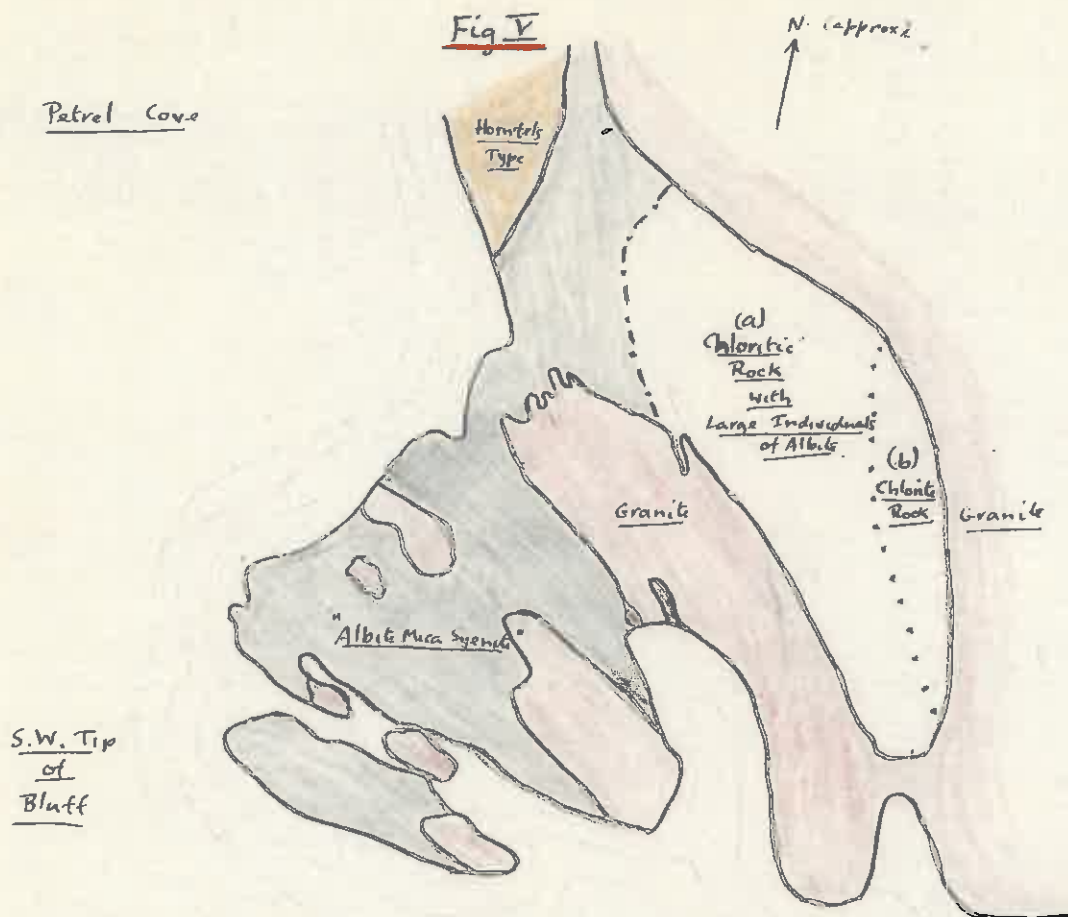 Fig V
N. (approx)
Petrel Cove
Hornfels
Type
(a)
"Chloritic"
Rock
with
Large Individuals
of Albite.
(b)
Chlorite
Rock
Granite
Granite
"Albite Mica Syenite"
S.W. Tip
of
Bluff